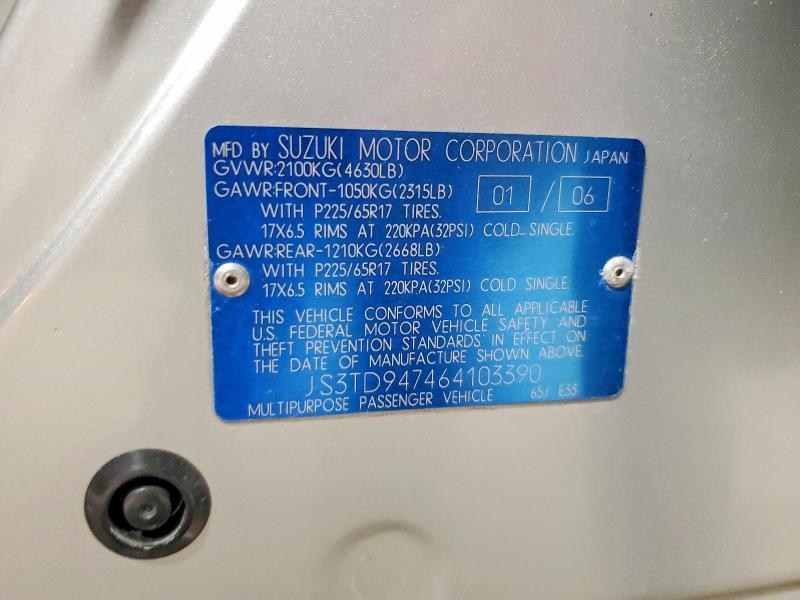 MFD BY SUZUKI MOTOR CORPORATION JAPAN
GVWR:2100KG(4630LB)
GAWR:FRONT-1050KG(2315LB) 01 / 06
WITH P225/65R17 TIRES.
17X6.5 RIMS AT 220KPA(32PSI) COLD SINGLE.
GAWR:REAR-1210KG(2668LB)
WITH P225/65R17 TIRES.
17X6.5 RIMS AT 220KPA(32PSI) COLD SINGLE.
THIS VEHICLE CONFORMS TO ALL APPLICABLE
U.S. FEDERAL MOTOR VEHICLE SAFETY AND
THEFT PREVENTION STANDARDS IN EFFECT ON
THE DATE OF MANUFACTURE SHOWN ABOVE.
JS3TD947464103390
MULTIPURPOSE PASSENGER VEHICLE 65J E33